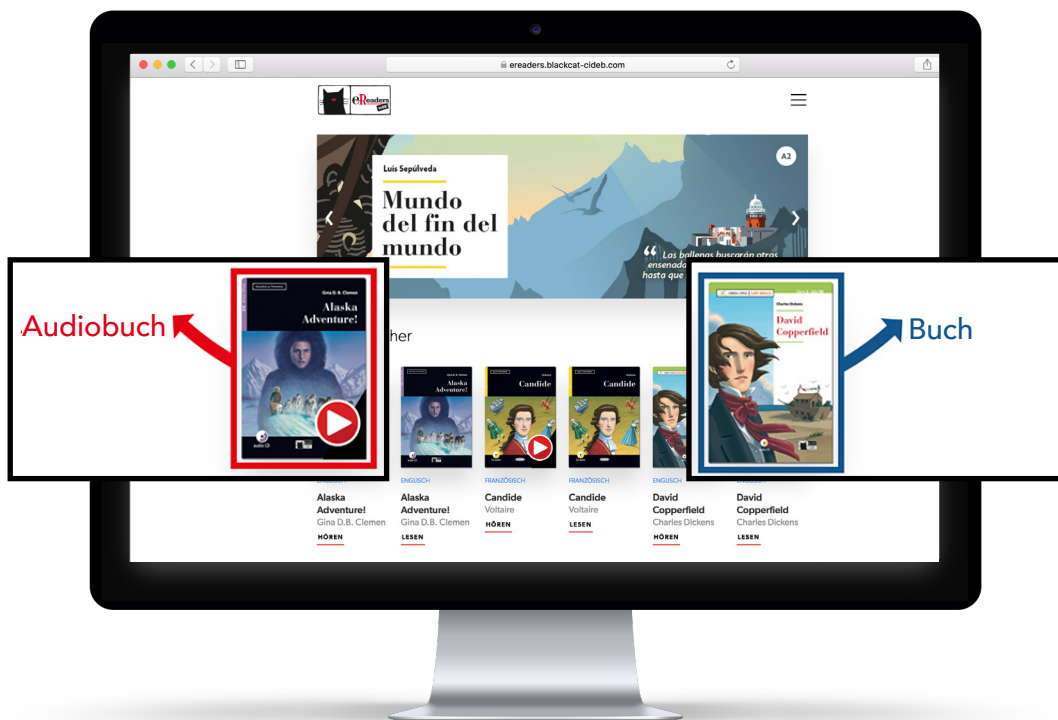 ereaders.blackcat-cideb.com
eReaders
A2
Luis Sepúlveda
Mundo
del fin del
mundo
Las ballenas buscarán otras
hasta que
Audiobuch
Gina D. B. Clemen
Alaska
Adventure!
audio CD
Charles Dickens
David
Copperfield
Buch
her
Alaska
Adventure!
Candide
Candide
ENGLISCH
FRANZÖSISCH
FRANZÖSISCH
ENGLISCH
Alaska
Adventure!
Gina D.B. Clemen
HÖREN
Alaska
Adventure!
Gina D.B. Clemen
LESEN
Candide
Voltaire
HÖREN
Candide
Voltaire
LESEN
David
Copperfield
Charles Dickens
HÖREN
David
Copperfield
Charles Dickens
LESEN